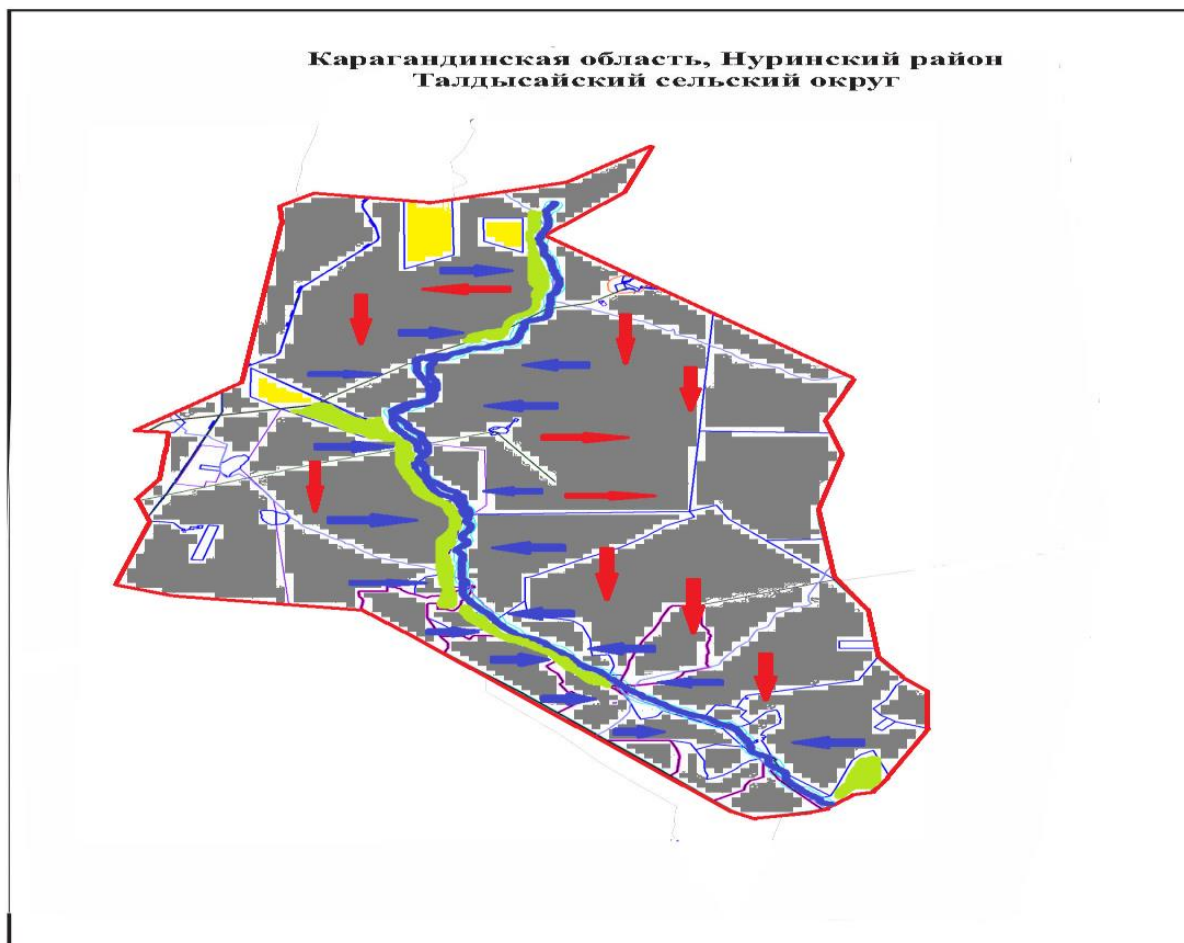 Карагандинская область, Нуринский район
Талдысайский сельский округ